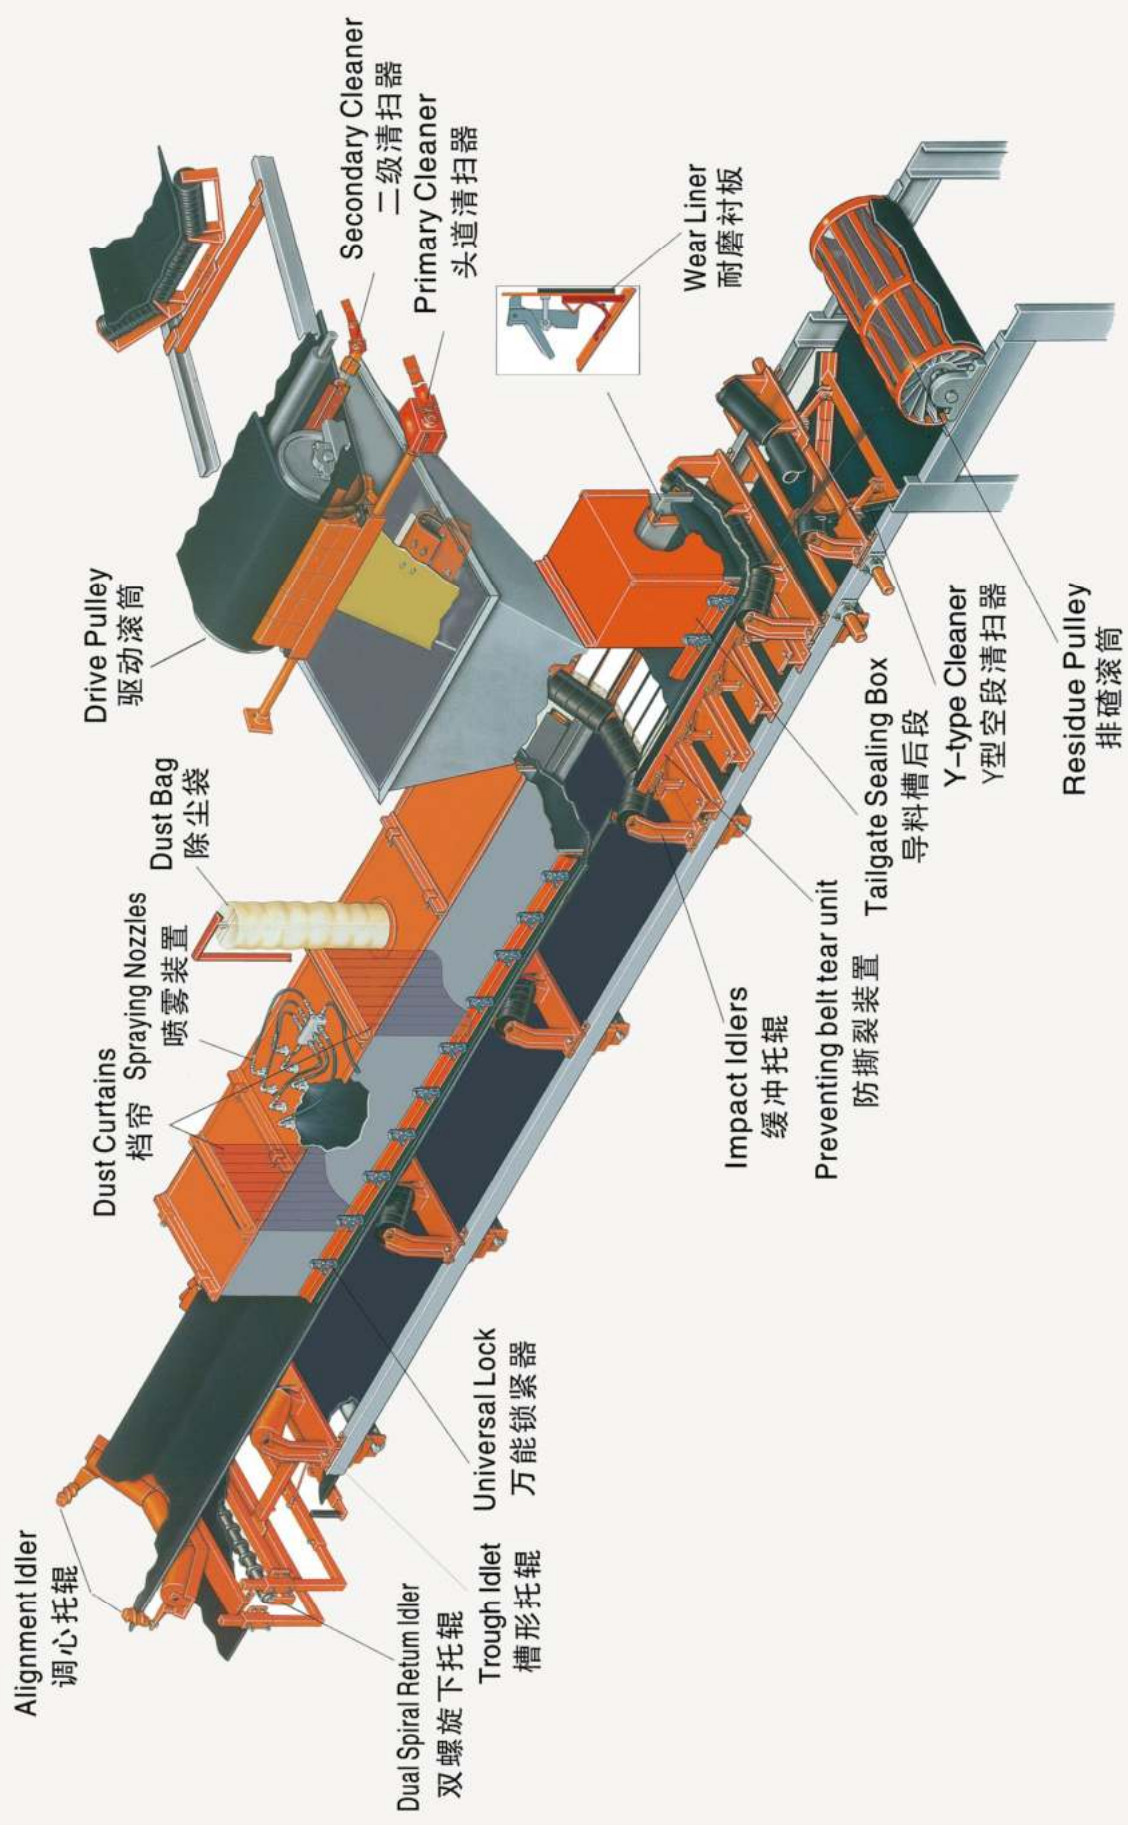 Alignment Idler
调心托辊
Dual Spiral Retum Idler
双螺旋下托辊
Trough Idlet
槽形托辊
Universal Lock
万能锁紧器
Dust Curtains
档帘
Spraying Nozzles
喷雾装置
Dust Bag
除尘袋
Drive Pulley
驱动滚筒
Secondary Cleaner
二级清扫器
Primary Cleaner
头道清扫器
Wear Liner
耐磨衬板
Impact Idlers
缓冲托辊
Preventing belt tear unit
防撕裂装置
Tailgate Sealing Box
导料槽后段
Y-type Cleaner
Y型空段清扫器
Residue Pulley
排碴滚筒